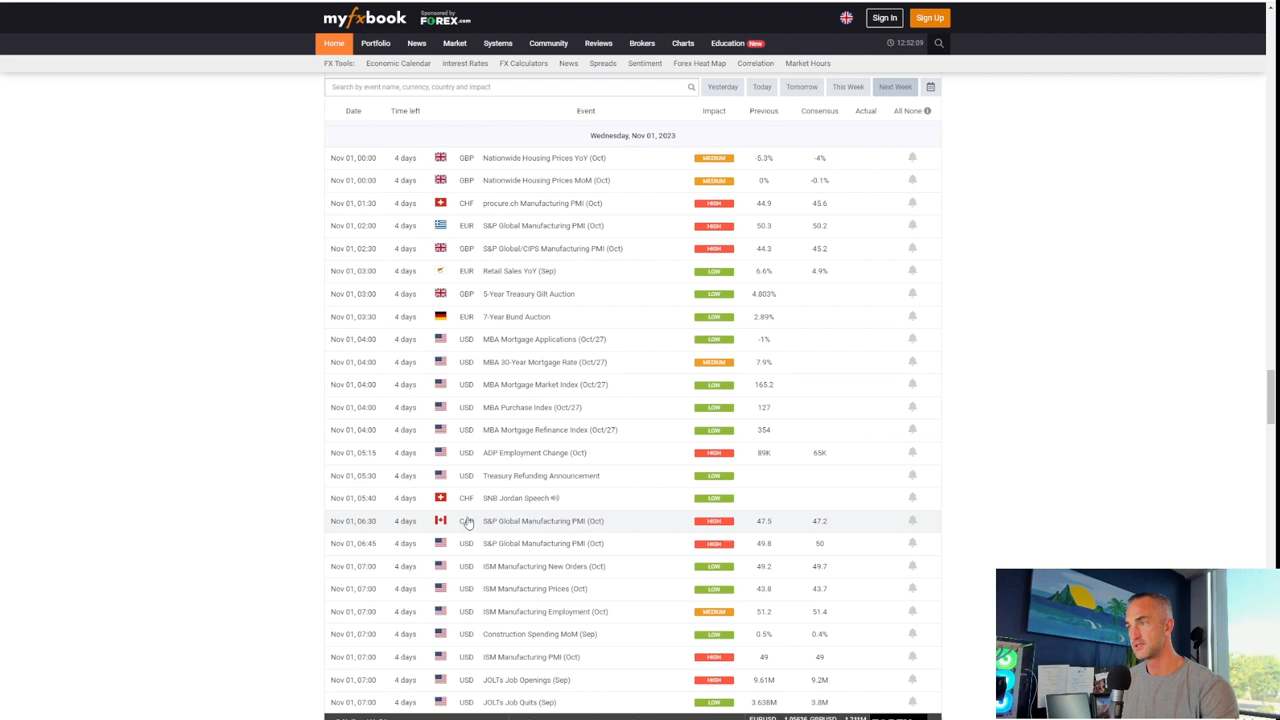 myfxbook Sponsored by FOREX.com Sign In Sign Up
Home Portfolio News Market Systems Community Reviews Brokers Charts Education New 12:52:09
FX Tools: Economic Calendar Interest Rates FX Calculators News Spreads Sentiment Forex Heat Map Correlation Market Hours
Search by event name, currency, country and impact Yesterday Today Tomorrow This Week Next Week
Date Time left Event Impact Previous Consensus Actual All None
Wednesday, Nov 01, 2023
Nov 01, 00:00 4 days GBP Nationwide Housing Prices YoY (Oct) MEDIUM -5.3% -4%
Nov 01, 00:00 4 days GBP Nationwide Housing Prices MoM (Oct) MEDIUM 0% -0.1%
Nov 01, 01:30 4 days CHF procure.ch Manufacturing PMI (Oct) HIGH 44.9 45.6
Nov 01, 02:00 4 days EUR S&P Global Manufacturing PMI (Oct) HIGH 50.3 50.2
Nov 01, 02:30 4 days GBP S&P Global/CIPS Manufacturing PMI (Oct) HIGH 44.3 45.2
Nov 01, 03:00 4 days EUR Retail Sales YoY (Sep) LOW 6.6% 4.9%
Nov 01, 03:00 4 days GBP 5-Year Treasury Gilt Auction LOW 4.803%
Nov 01, 03:30 4 days EUR 7-Year Bund Auction LOW 2.89%
Nov 01, 04:00 4 days USD MBA Mortgage Applications (Oct/27) LOW -1%
Nov 01, 04:00 4 days USD MBA 30-Year Mortgage Rate (Oct/27) MEDIUM 7.9%
Nov 01, 04:00 4 days USD MBA Mortgage Market Index (Oct/27) LOW 165.2
Nov 01, 04:00 4 days USD MBA Purchase Index (Oct/27) LOW 127
Nov 01, 04:00 4 days USD MBA Mortgage Refinance Index (Oct/27) LOW 354
Nov 01, 05:15 4 days USD ADP Employment Change (Oct) HIGH 89K 65K
Nov 01, 05:30 4 days USD Treasury Refunding Announcement LOW
Nov 01, 05:40 4 days CHF SNB Jordan Speech LOW
Nov 01, 06:30 4 days S&P Global Manufacturing PMI (Oct) HIGH 47.5 47.2
Nov 01, 06:45 4 days USD S&P Global Manufacturing PMI (Oct) HIGH 49.8 50
Nov 01, 07:00 4 days USD ISM Manufacturing New Orders (Oct) LOW 49.2 49.7
Nov 01, 07:00 4 days USD ISM Manufacturing Prices (Oct) LOW 43.8 43.7
Nov 01, 07:00 4 days USD ISM Manufacturing Employment (Oct) MEDIUM 51.2 51.4
Nov 01, 07:00 4 days USD Construction Spending MoM (Sep) LOW 0.5% 0.4%
Nov 01, 07:00 4 days USD ISM Manufacturing PMI (Oct) HIGH 49 49
Nov 01, 07:00 4 days USD JOLTs Job Openings (Sep) HIGH 9.61M 9.2M
Nov 01, 07:00 4 days USD JOLTs Job Quits (Sep) LOW 3.638M 3.8M